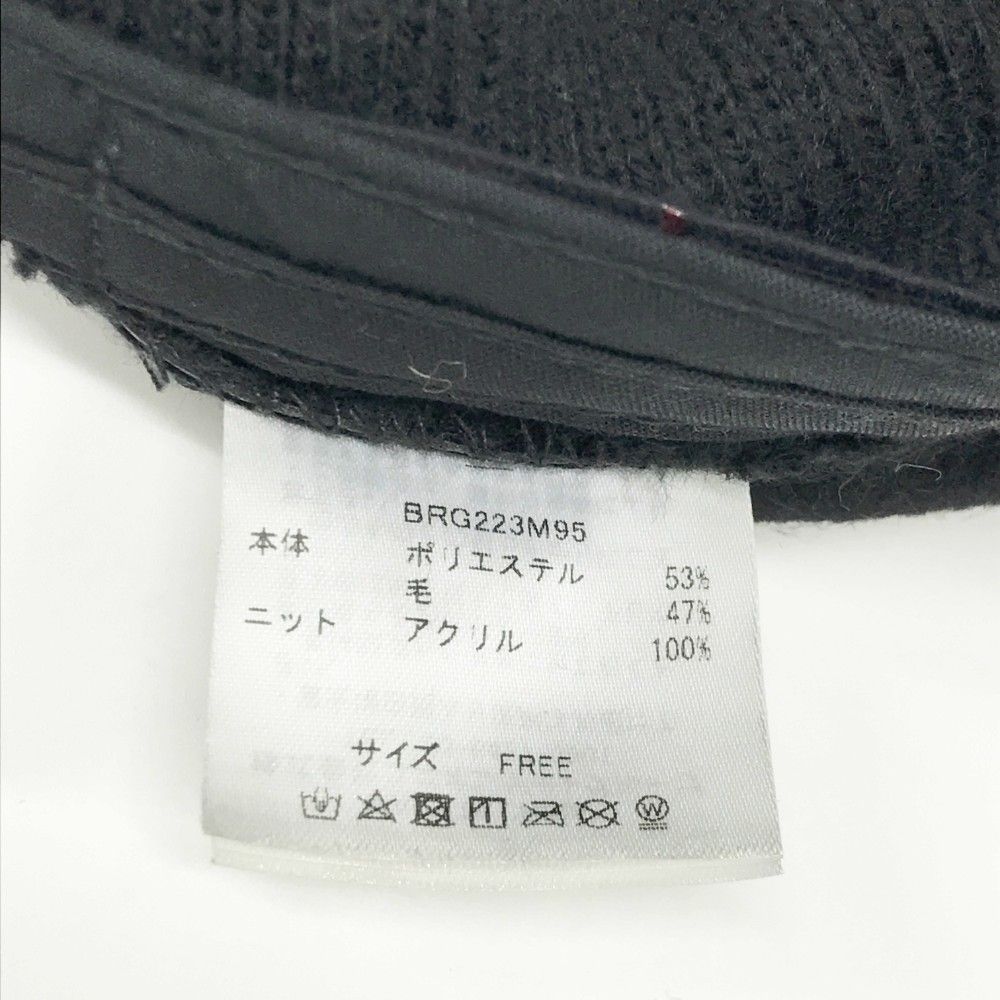 BRG223M95
本体 ポリエステル 53%
毛 47%
ニット アクリル 100%
サイズ FREE
W